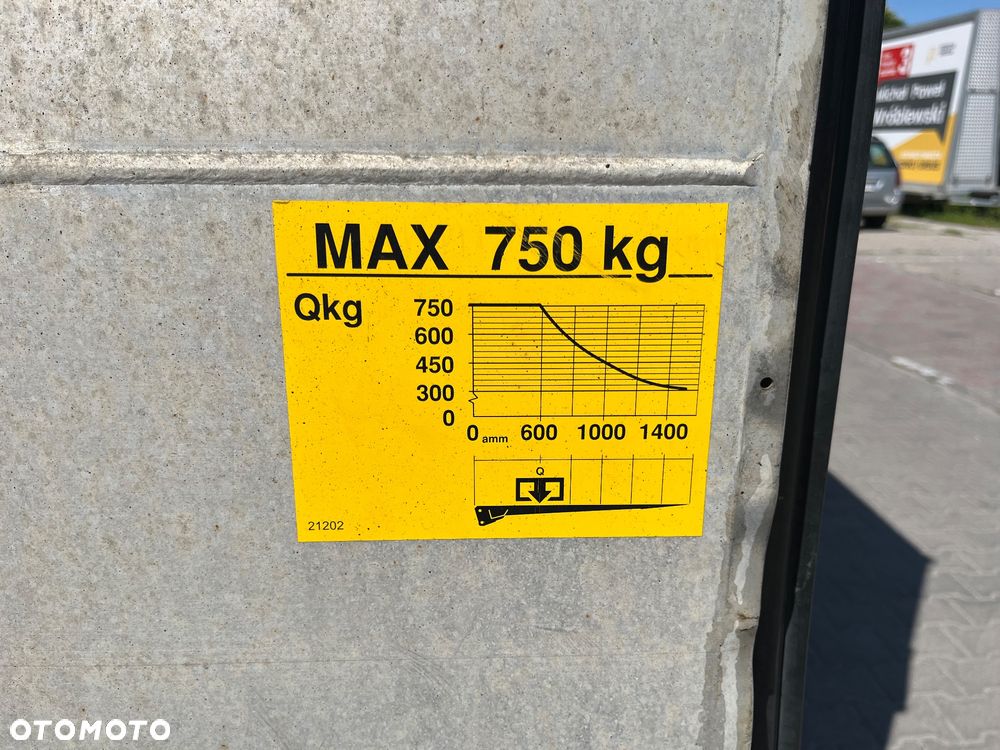 MAX 750 kg
Qkg
750
600
450
300
0
0 amm 600 1000 1400
Q
21202
Michał Paweł
Wróblewski
OTOMOTO